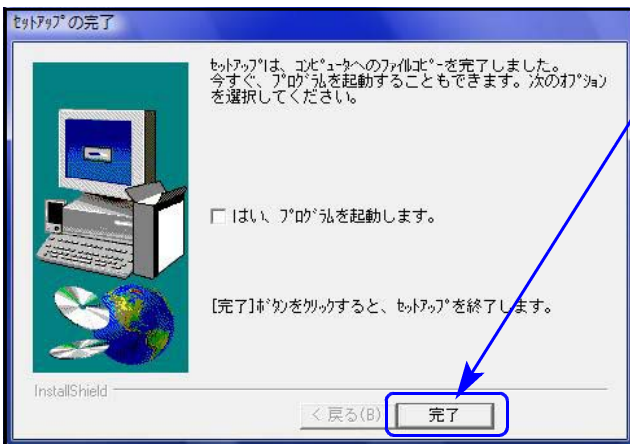 ｾｯﾄｱｯﾌﾟの完了
ｾｯﾄｱｯﾌﾟは、ｺﾝﾋﾟｭｰﾀへのﾌｧｲﾙｺﾋﾟｰを完了しました。
今すぐ、ﾌﾟﾛｸﾞﾗﾑを起動することもできます。次のｵﾌﾟｼｮﾝ
を選択してください。
はい、ﾌﾟﾛｸﾞﾗﾑを起動します。
[完了]ﾎﾞﾀﾝをｸﾘｯｸすると、ｾｯﾄｱｯﾌﾟを終了します。
InstallShield
< 戻る(B)
完了